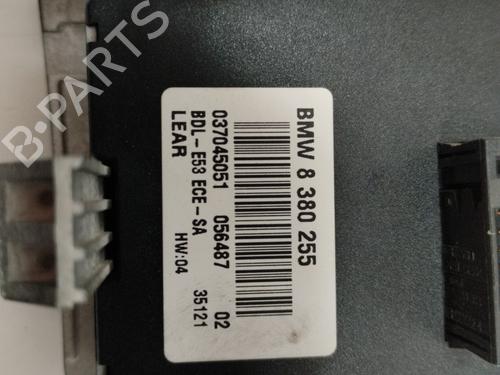 BMW 8 380 255
037045051 056487 02
BDL-E53 ECE-SA 35121
LEAR HW:04
B-PARTS